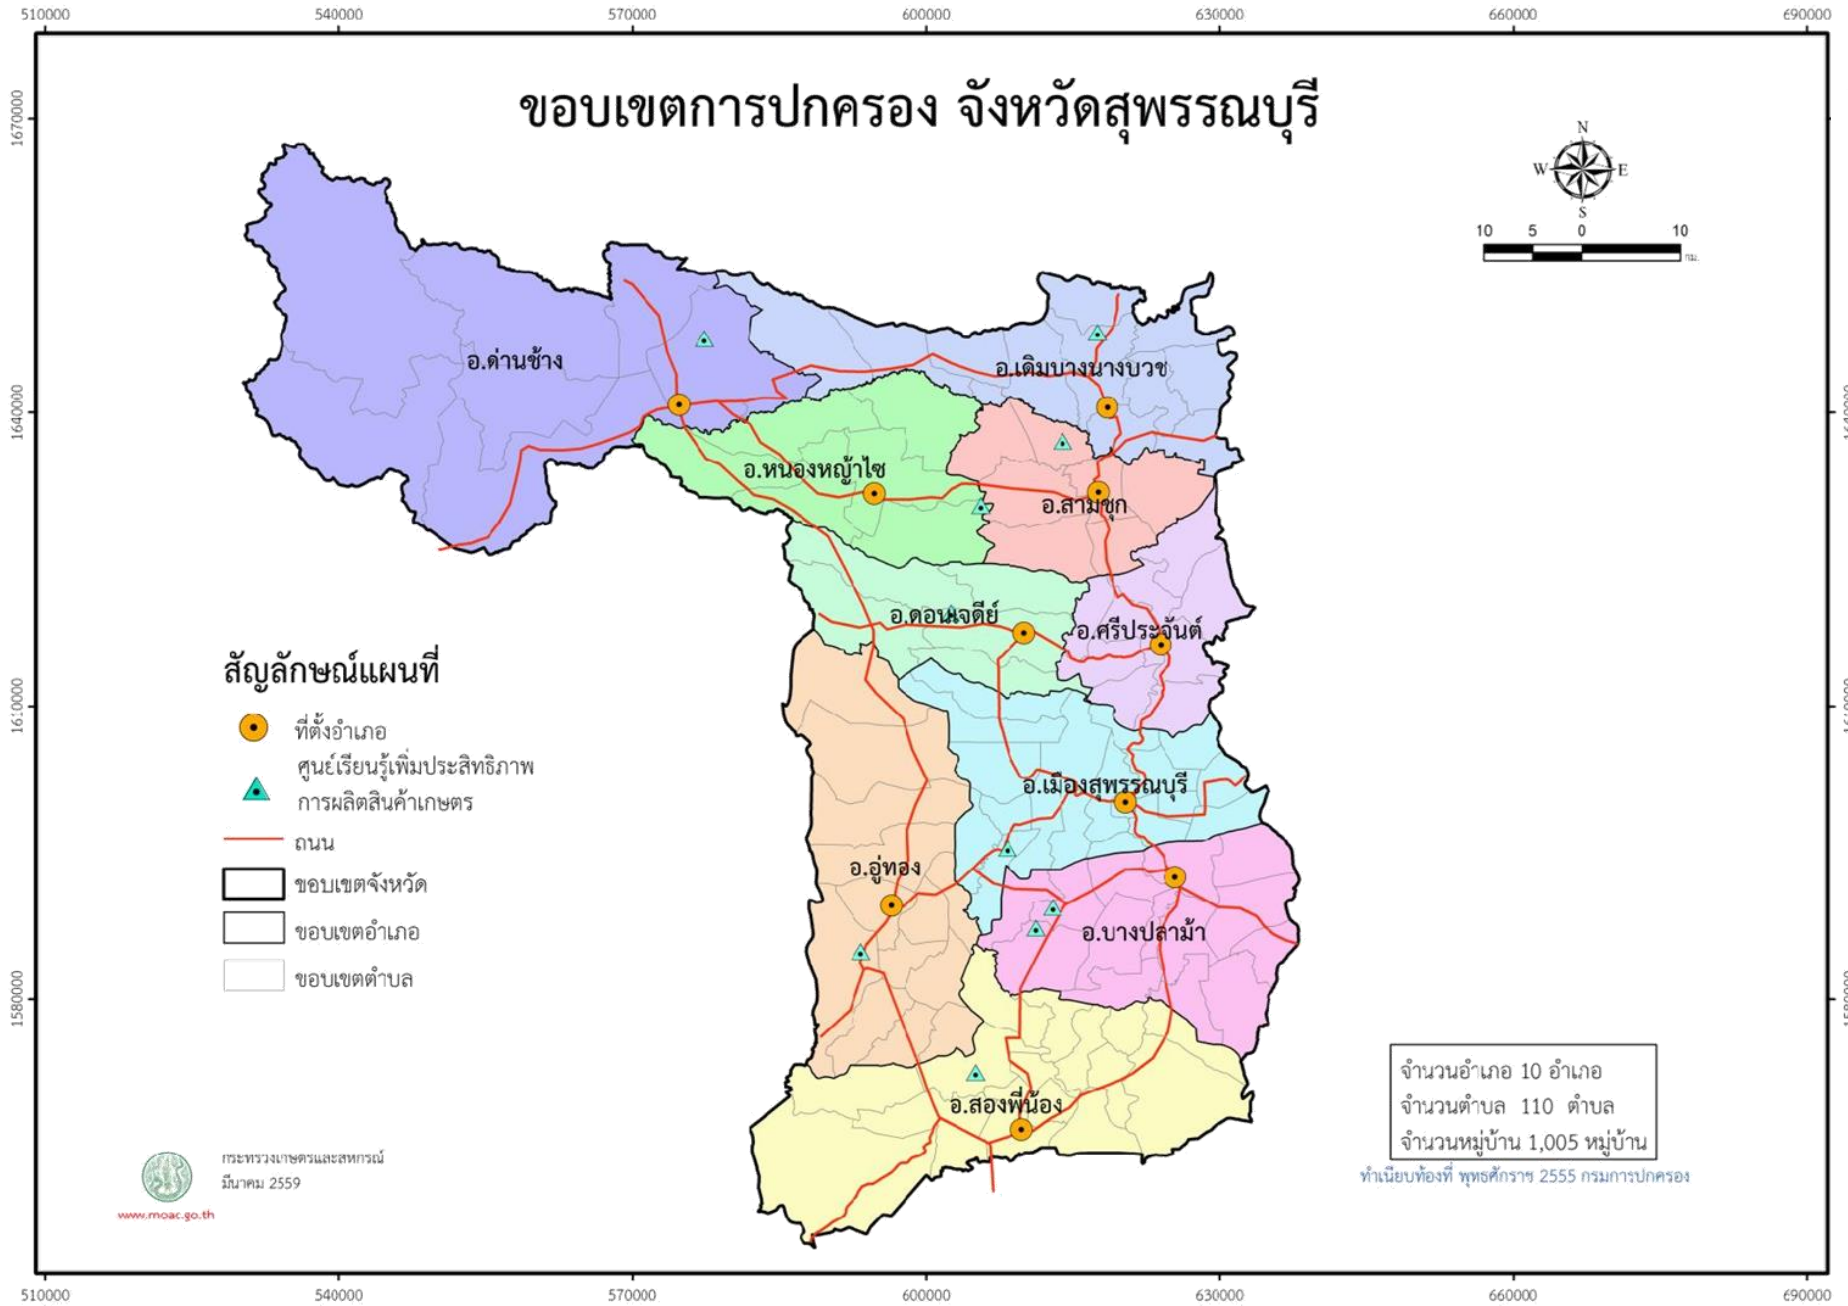 510000 540000 570000 600000 630000 660000 690000
ขอบเขตการปกครอง จังหวัดสุพรรณบุรี
1670000
N
W E
S
10 5 0 10
กม.
อ.ด่านช้าง
อ.เดิมบางนางบวช
1640000
อ.หนองหญ้าไซ
อ.สามชุก
อ.ดอนเจดีย์
อ.ศรีประจันต์
สัญลักษณ์แผนที่
1610000
ที่ตั้งอำเภอ
ศูนย์เรียนรู้เพิ่มประสิทธิภาพ
การผลิตสินค้าเกษตร
อ.เมืองสุพรรณบุรี
ถนน
อ.อู่ทอง
ขอบเขตจังหวัด
ขอบเขตอำเภอ
อ.บางปลาม้า
ขอบเขตตำบล
1580000
อ.สองพี่น้อง
จำนวนอำเภอ 10 อำเภอ
จำนวนตำบล 110 ตำบล
จำนวนหมู่บ้าน 1,005 หมู่บ้าน
ทำเนียบท้องที่ พุทธศักราช 2555 กรมการปกครอง
กระทรวงเกษตรและสหกรณ์
มีนาคม 2559
www.moac.go.th
510000 540000 570000 600000 630000 660000 690000